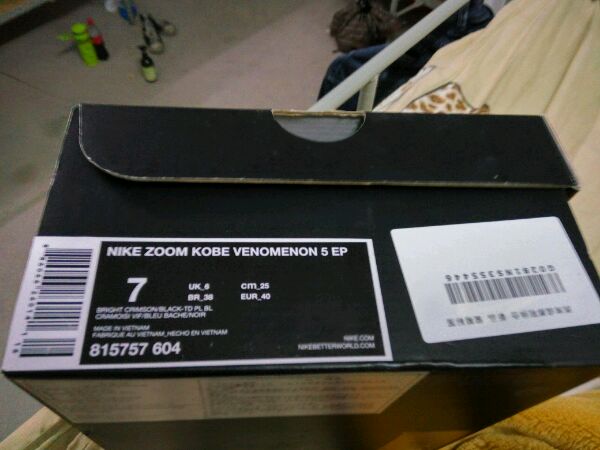 NIKE ZOOM KOBE VENOMENON 5 EP
7
UK_6
cm_25
BR_38
EUR_40
BRIGHT CRIMSON/BLACK-TD PL BL
CRAMOISI VIF/BLEU BACHE/NOIR
MADE IN VIETNAM
FABRIQUE AU VIETNAM_HECHO EN VIETNAM
815757 604
NIKE.COM
NIKEBETTERWORLD.COM